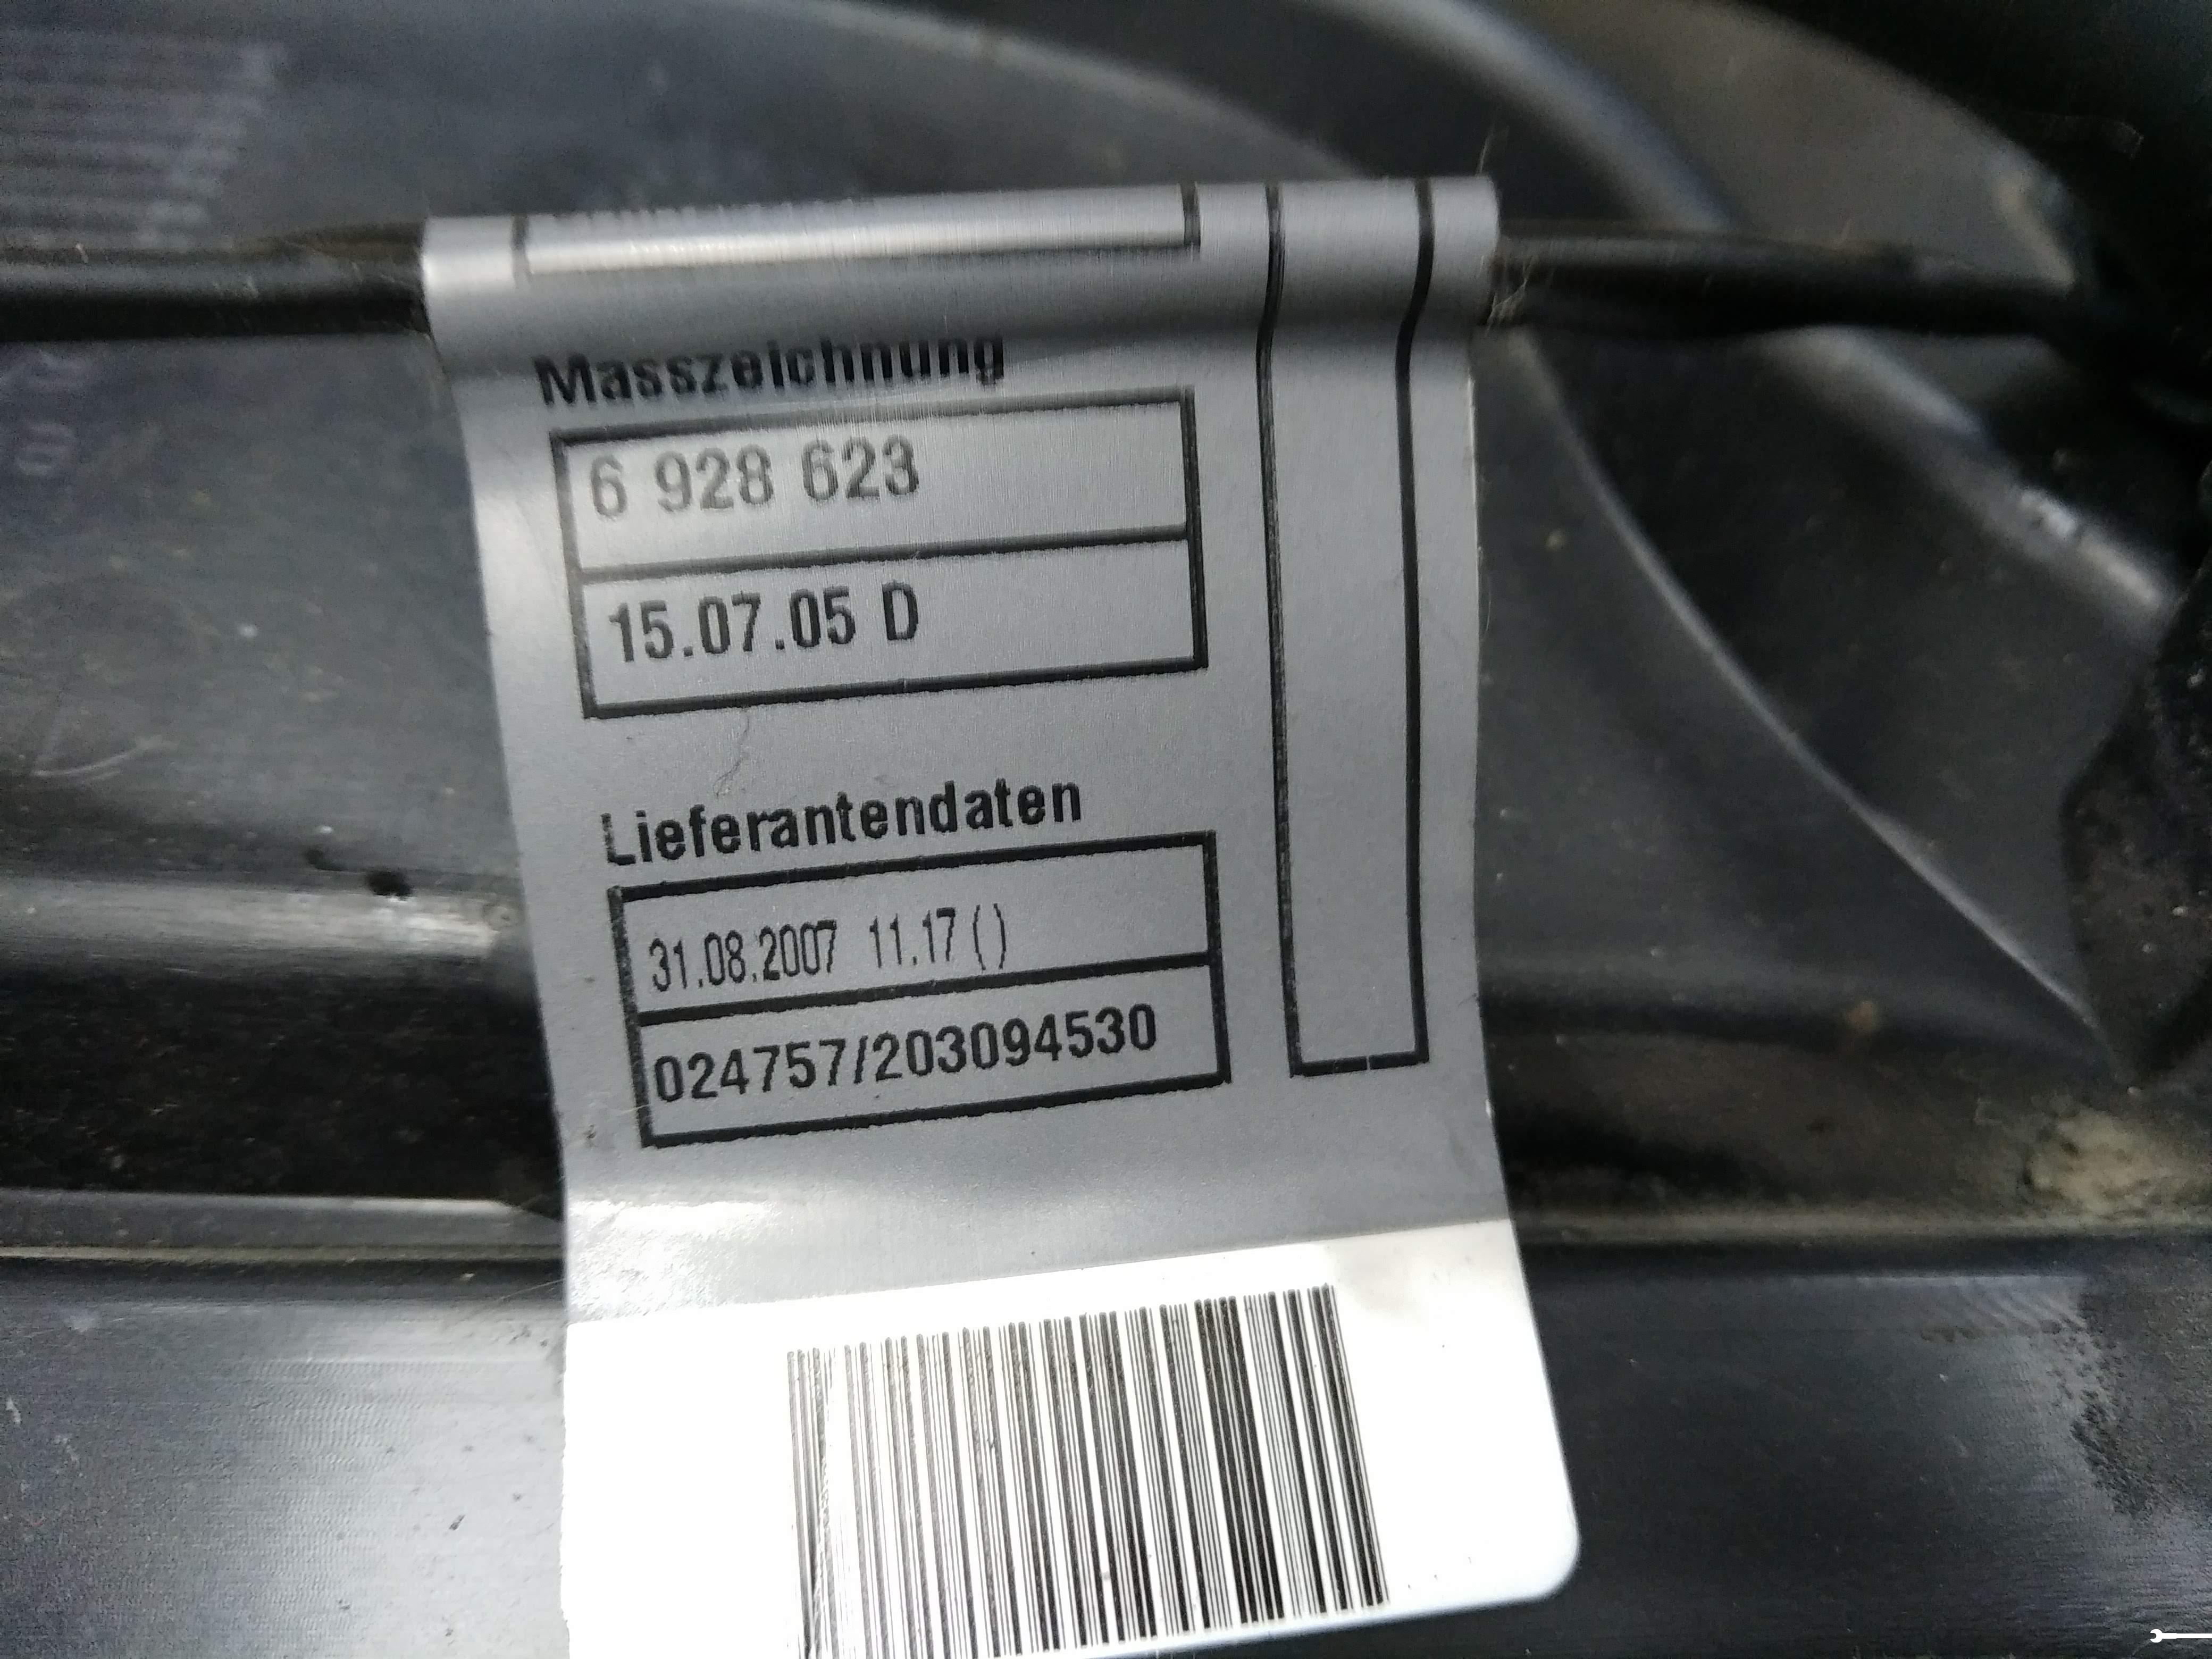 Masszeichnung
6 928 623
15.07.05 D
Lieferantendaten
31.08.2007 11.17 ( )
024757/203094530